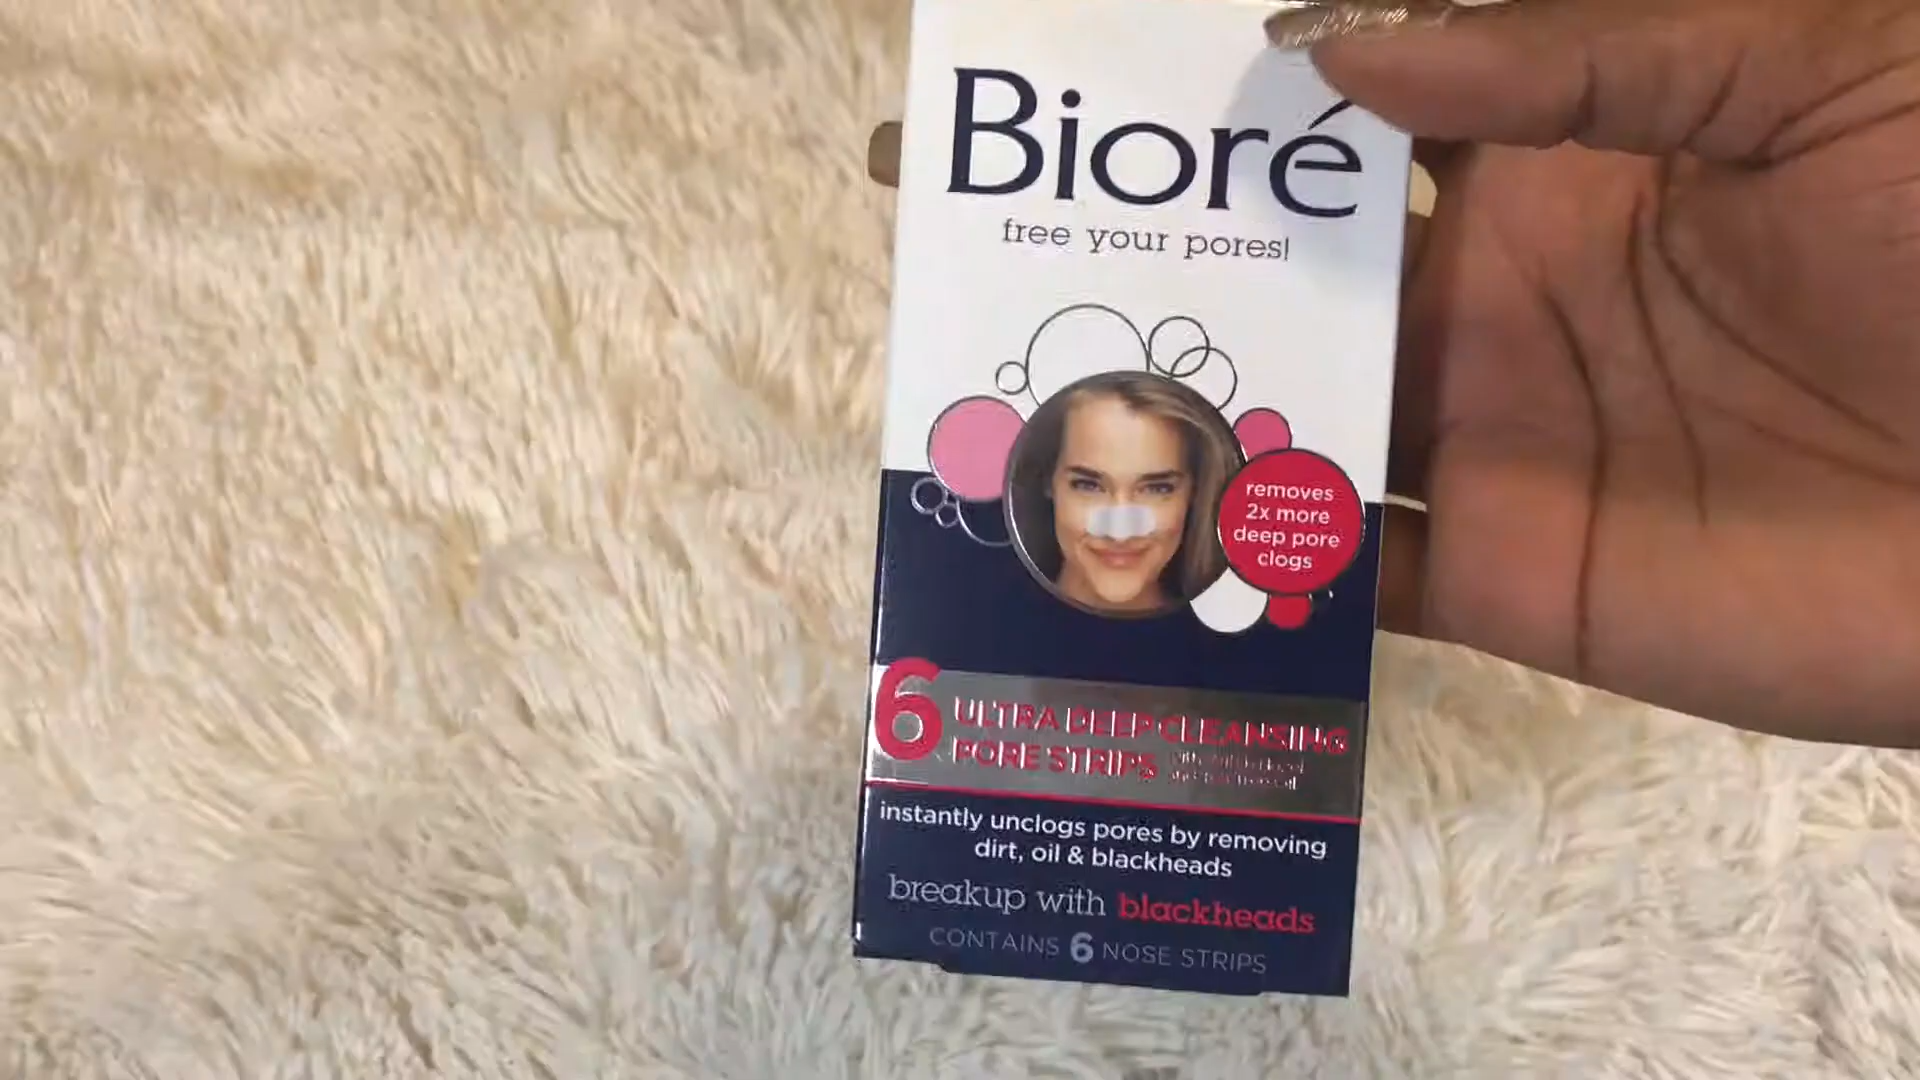 Bioré
free your pores!
removes
2x more
deep pore
clogs
6 ULTRA DEEP CLEANSING
PORE STRIPS
instantly unclogs pores by removing
dirt, oil & blackheads
breakup with blackheads
CONTAINS 6 NOSE STRIPS